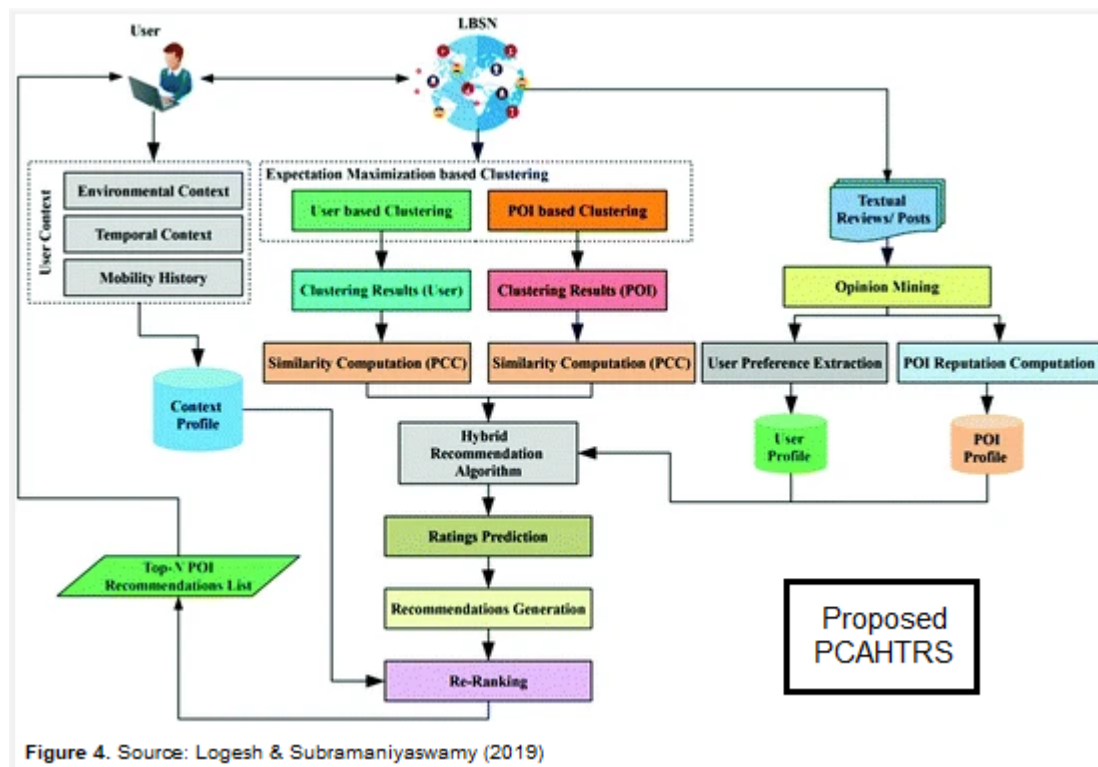 User
LBSN
User Context
Environmental Context
Temporal Context
Mobility History
Expectation Maximization based Clustering
User based Clustering
POI based Clustering
Textual
Reviews/ Posts
Clustering Results (User)
Clustering Results (POI)
Opinion Mining
Similarity Computation (PCC)
Similarity Computation (PCC)
User Preference Extraction
POI Reputation Computation
Context
Profile
Hybrid
Recommendation
Algorithm
User
Profile
POI
Profile
Ratings Prediction
Top-N POI
Recommendations List
Recommendations Generation
Proposed
PCAHTRS
Re-Ranking
Figure 4. Source: Logesh & Subramaniyaswamy (2019)